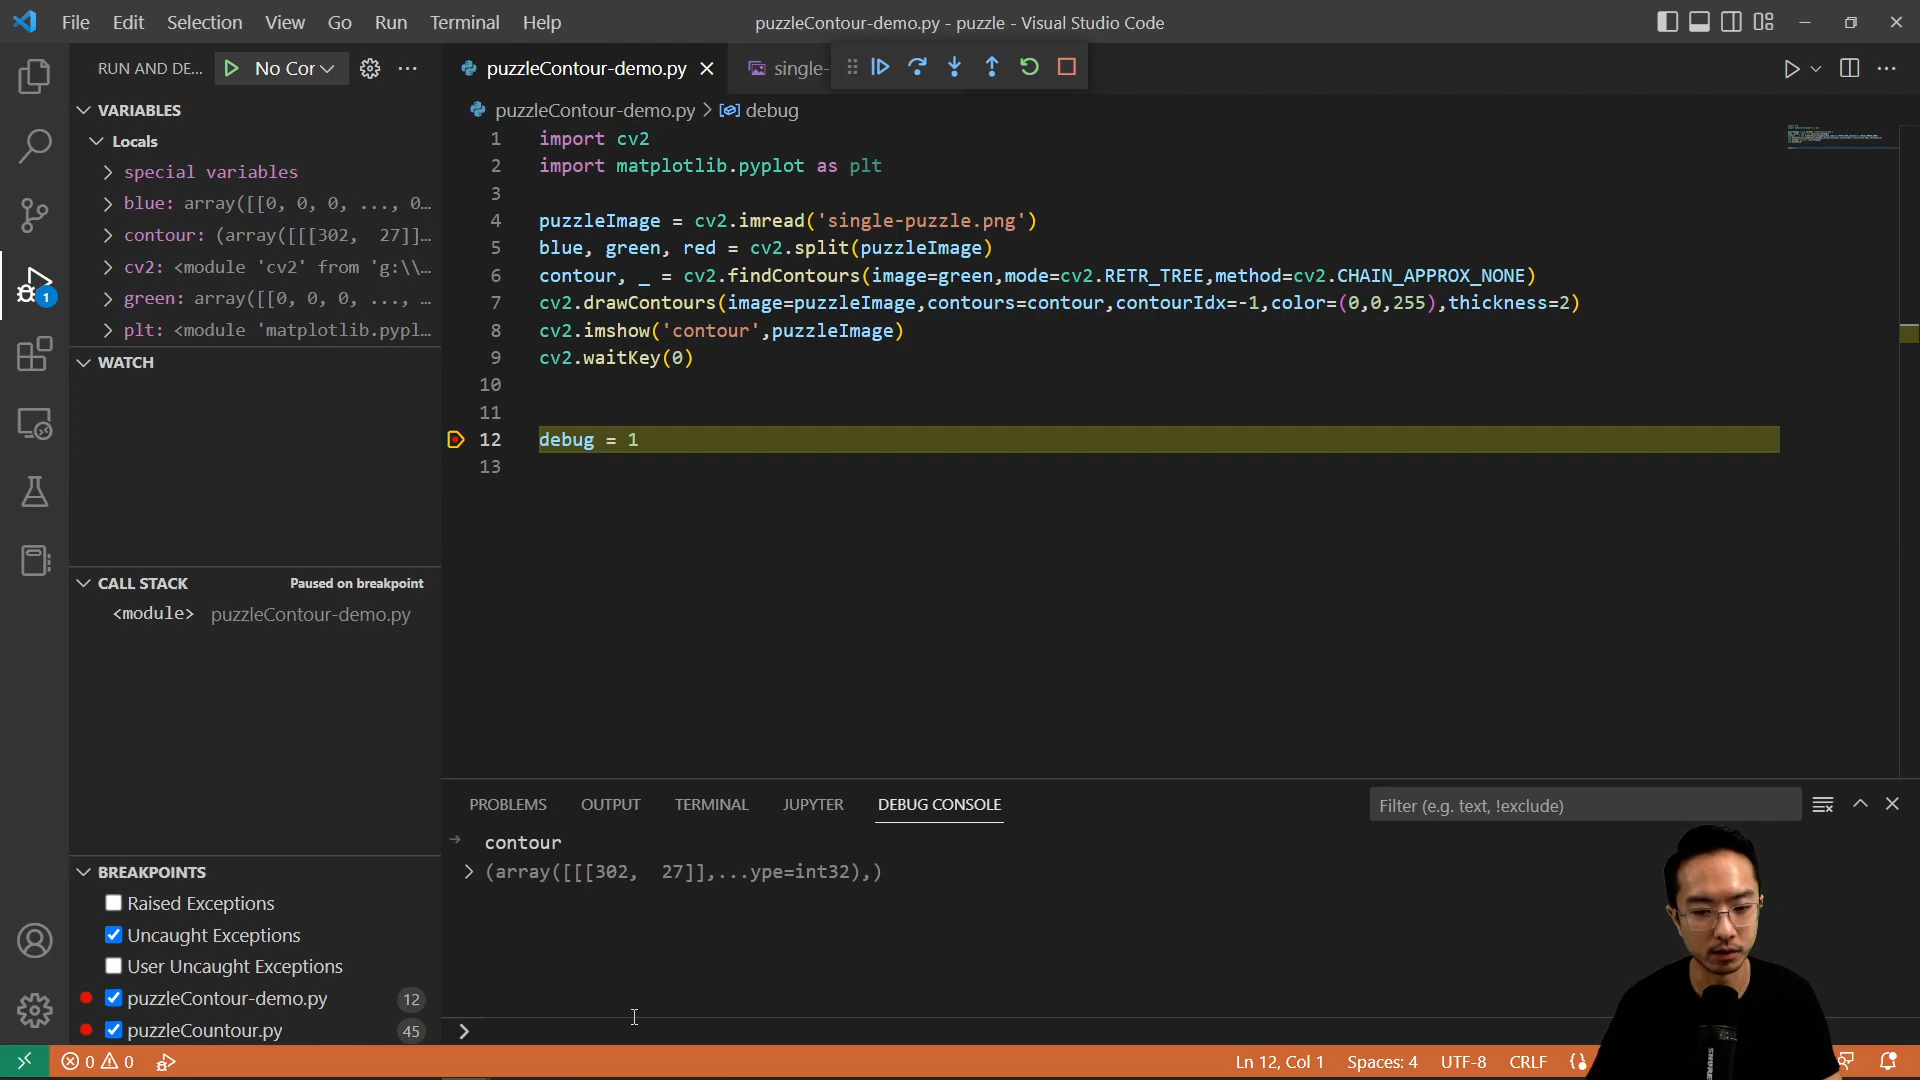 File Edit Selection View Go Run Terminal Help
puzzleContour-demo.py - puzzle - Visual Studio Code
RUN AND DE... No Cor
puzzleContour-demo.py single-
puzzleContour-demo.py > debug
VARIABLES
Locals
special variables
blue: array([[0, 0, 0, ..., 0...
contour: (array([[[302,  27]]...
cv2: <module 'cv2' from 'g:\\...
green: array([[0, 0, 0, ..., ...
plt: <module 'matplotlib.pypl...
WATCH
CALL STACK Paused on breakpoint
<module> puzzleContour-demo.py
BREAKPOINTS
Raised Exceptions
Uncaught Exceptions
User Uncaught Exceptions
puzzleContour-demo.py 12
puzzleCountour.py 45
1
1 import cv2
2 import matplotlib.pyplot as plt
3
4 puzzleImage = cv2.imread('single-puzzle.png')
5 blue, green, red = cv2.split(puzzleImage)
6 contour, _ = cv2.findContours(image=green,mode=cv2.RETR_TREE,method=cv2.CHAIN_APPROX_NONE)
7 cv2.drawContours(image=puzzleImage,contours=contour,contourIdx=-1,color=(0,0,255),thickness=2)
8 cv2.imshow('contour',puzzleImage)
9 cv2.waitKey(0)
10
11
12 debug = 1
13
PROBLEMS OUTPUT TERMINAL JUPYTER DEBUG CONSOLE
Filter (e.g. text, !exclude)
contour
(array([[[302,  27]],...ype=int32),)
0 0
Ln 12, Col 1 Spaces: 4 UTF-8 CRLF
SHURE